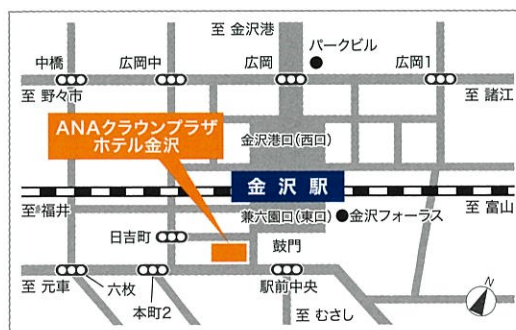 至 金沢港
パークビル
中橋
広岡中
広岡
広岡1
至 野々市
至 諸江
ANAクラウンプラザ
ホテル金沢
金沢港口(西口)
金沢駅
至 福井
兼六園口(東口)
金沢フォーラス
至 富山
日吉町
鼓門
至 元車
六枚
本町2
駅前中央
至 むさし
N